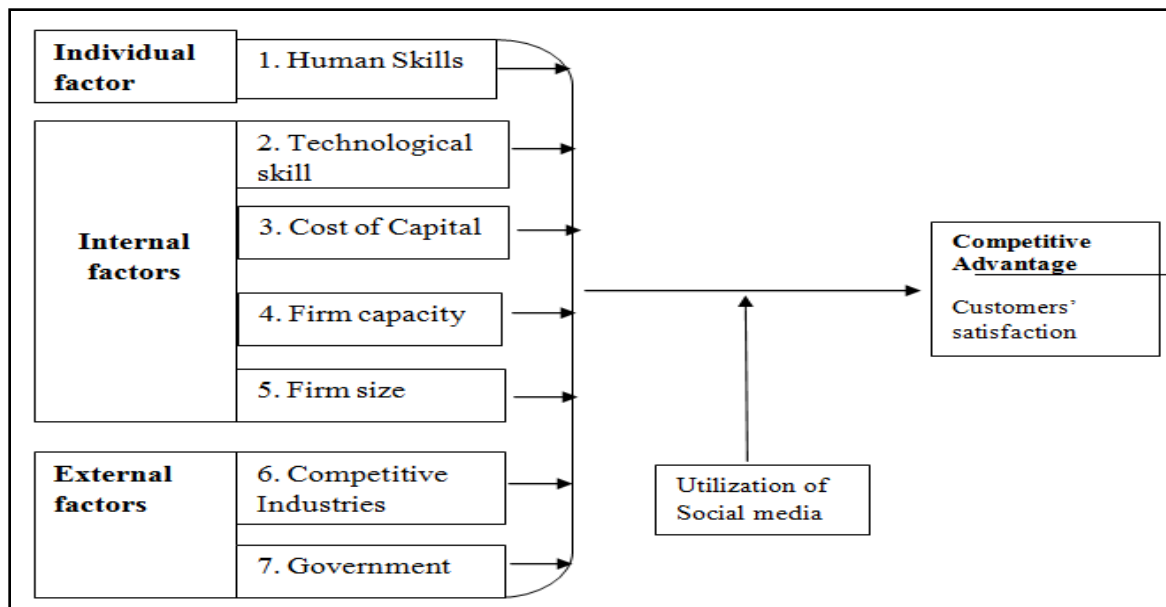 Individual
factor
1. Human Skills
Internal
factors
2. Technological
skill
3. Cost of Capital
4. Firm capacity
5. Firm size
External
factors
6. Competitive
Industries
7. Government
Utilization of
Social media
Competitive
Advantage
Customers’
satisfaction